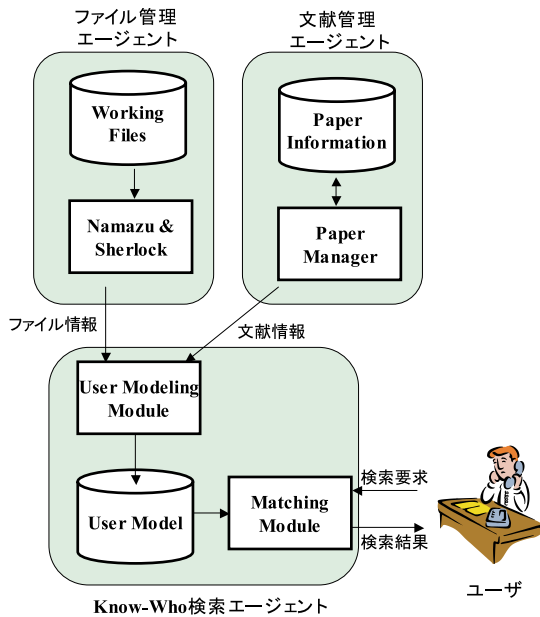 ファイル管理
エージェント
文献管理
エージェント
Working
Files
Paper
Information
Namazu &
Sherlock
Paper
Manager
ファイル情報
文献情報
User Modeling
Module
User Model
Matching
Module
検索要求
検索結果
ユーザ
Know-Who検索エージェント